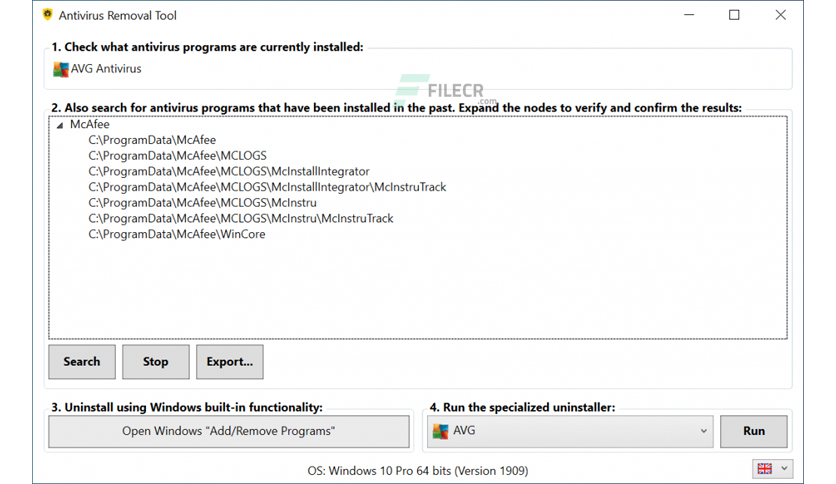 Antivirus Removal Tool
1. Check what antivirus programs are currently installed:
AVG Antivirus
FILECR
.com
2. Also search for antivirus programs that have been installed in the past. Expand the nodes to verify and confirm the results:
McAfee
C:\ProgramData\McAfee
C:\ProgramData\McAfee\MCLOGS
C:\ProgramData\McAfee\MCLOGS\McInstallIntegrator
C:\ProgramData\McAfee\MCLOGS\McInstallIntegrator\McInstruTrack
C:\ProgramData\McAfee\MCLOGS\McInstru
C:\ProgramData\McAfee\MCLOGS\McInstru\McInstruTrack
C:\ProgramData\McAfee\WinCore
Search Stop Export...
3. Uninstall using Windows built-in functionality:
Open Windows "Add/Remove Programs"
4. Run the specialized uninstaller:
AVG
Run
OS: Windows 10 Pro 64 bits (Version 1909)